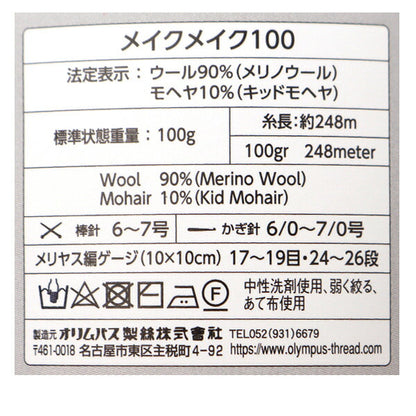 メイクメイク100
法定表示：ウール90%（メリノウール）
モヘヤ10%（キッドモヘヤ）
標準状態重量：100g
糸長：約248m
100gr 248meter
Wool 90%(Merino Wool)
Mohair 10%(Kid Mohair)
棒針 6〜7号
かぎ針 6/0〜7/0号
メリヤス編ゲージ(10×10cm) 17〜19目・24〜26段
中性洗剤使用、弱く絞る、
あて布使用
F
製造元 オリムパス製絲株式会社 TEL052(931)6679
〒461-0018 名古屋市東区主税町4-92 https://www.olympus-thread.com